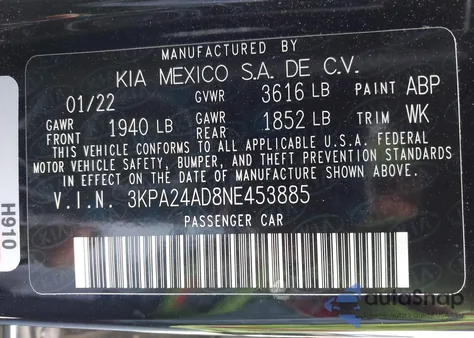 MANUFACTURED BY
KIA MEXICO S.A. DE C.V.
01/22 GVWR 3616 LB PAINT ABP
GAWR FRONT 1940 LB GAWR REAR 1852 LB TRIM WK
THIS VEHICLE CONFORMS TO ALL APPLICABLE U.S.A. FEDERAL
MOTOR VEHICLE SAFETY, BUMPER, AND THEFT PREVENTION STANDARDS
IN EFFECT ON THE DATE OF MANUFACTURE SHOWN ABOVE.
V.I.N. 3KPA24AD8NE453885
PASSENGER CAR
H910
autoSnap